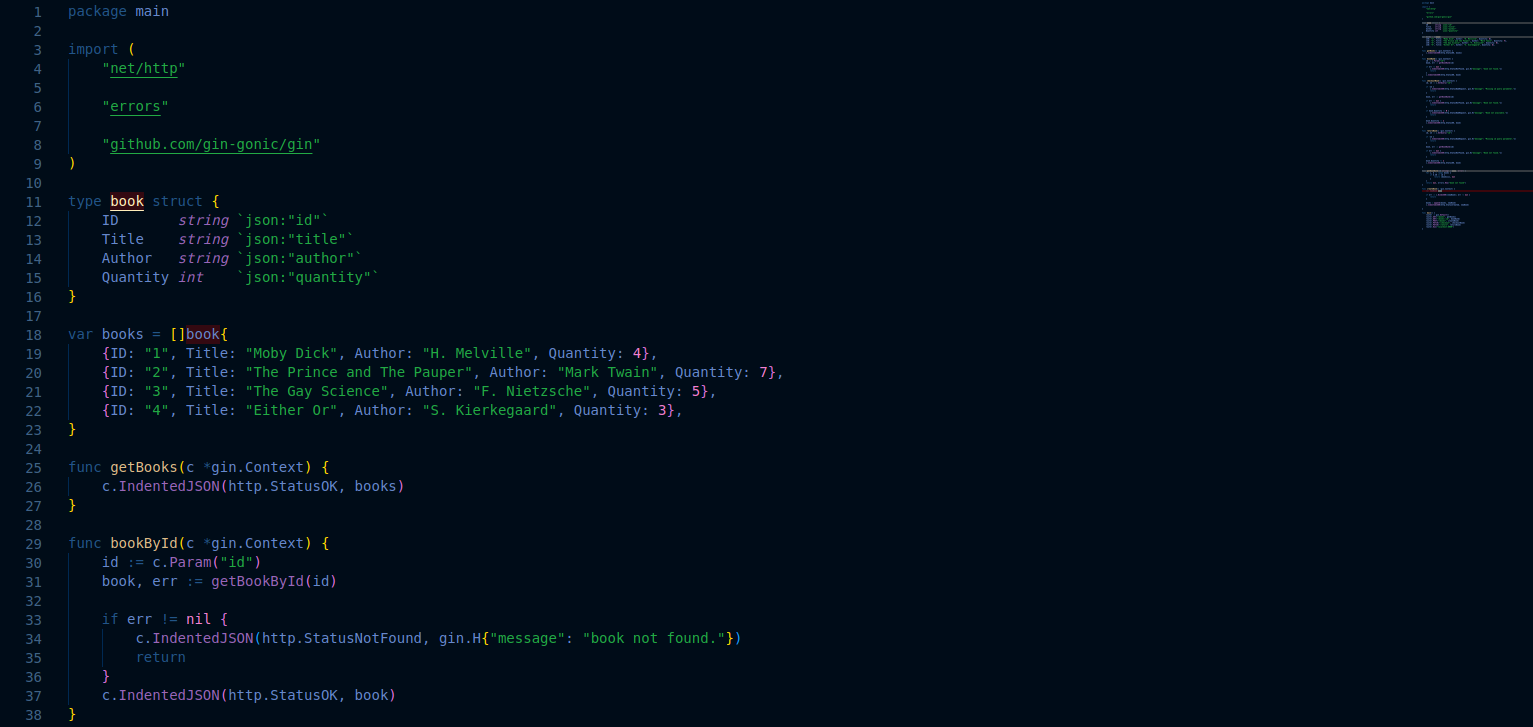 1 package main
2
3 import (
4     "net/http"
5
6     "errors"
7
8     "github.com/gin-gonic/gin"
9 )
10
11 type book struct {
12     ID       string `json:"id"`
13     Title    string `json:"title"`
14     Author   string `json:"author"`
15     Quantity int    `json:"quantity"`
16 }
17
18 var books = []book{
19     {ID: "1", Title: "Moby Dick", Author: "H. Melville", Quantity: 4},
20     {ID: "2", Title: "The Prince and The Pauper", Author: "Mark Twain", Quantity: 7},
21     {ID: "3", Title: "The Gay Science", Author: "F. Nietzsche", Quantity: 5},
22     {ID: "4", Title: "Either Or", Author: "S. Kierkegaard", Quantity: 3},
23 }
24
25 func getBooks(c *gin.Context) {
26     c.IndentedJSON(http.StatusOK, books)
27 }
28
29 func bookById(c *gin.Context) {
30     id := c.Param("id")
31     book, err := getBookById(id)
32
33     if err != nil {
34         c.IndentedJSON(http.StatusNotFound, gin.H{"message": "book not found."})
35         return
36     }
37     c.IndentedJSON(http.StatusOK, book)
38 }